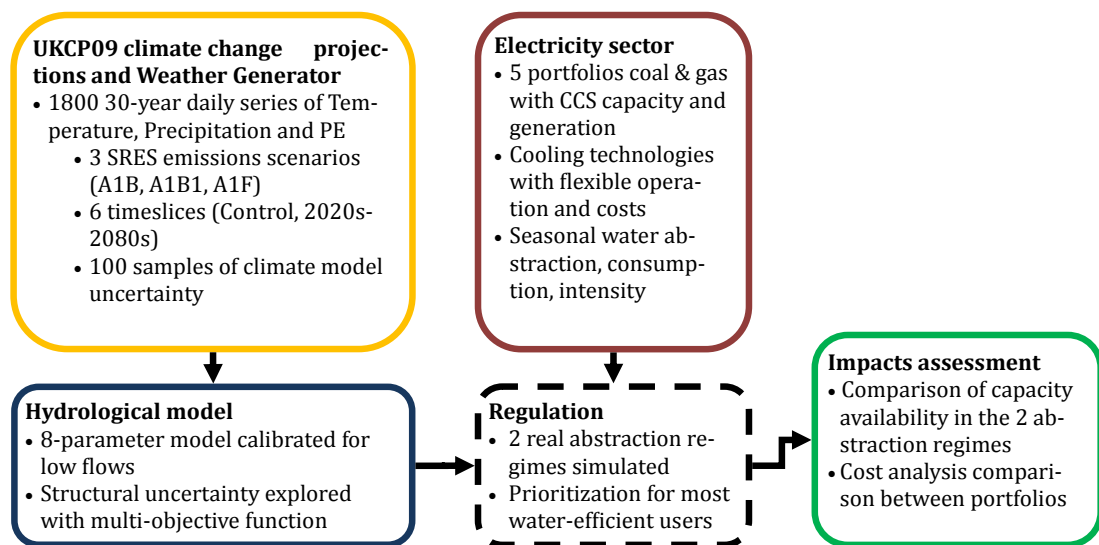 UKCP09 climate change projec-
tions and Weather Generator
• 1800 30-year daily series of Tem-
perature, Precipitation and PE
• 3 SRES emissions scenarios
(A1B, A1B1, A1F)
• 6 timeslices (Control, 2020s-
2080s)
• 100 samples of climate model
uncertainty
Electricity sector
• 5 portfolios coal & gas
with CCS capacity and
generation
• Cooling technologies
with flexible opera-
tion and costs
• Seasonal water ab-
straction, consump-
tion, intensity
Hydrological model
• 8-parameter model calibrated for
low flows
• Structural uncertainty explored
with multi-objective function
Regulation
• 2 real abstraction re-
gimes simulated
• Prioritization for most
water-efficient users
Impacts assessment
• Comparison of capacity
availability in the 2 ab-
straction regimes
• Cost analysis compari-
son between portfolios